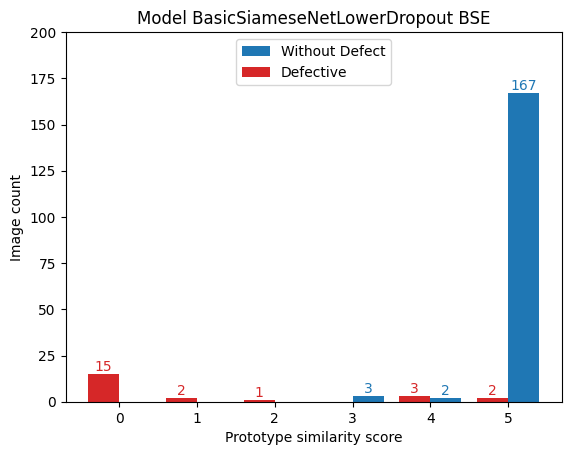 Model BasicSiameseNetLowerDropout BSE
200
175
150
125
100
75
50
25
0
Image count
Without Defect
Defective
167
15
2
1
3
3
2
2
0 1 2 3 4 5
Prototype similarity score